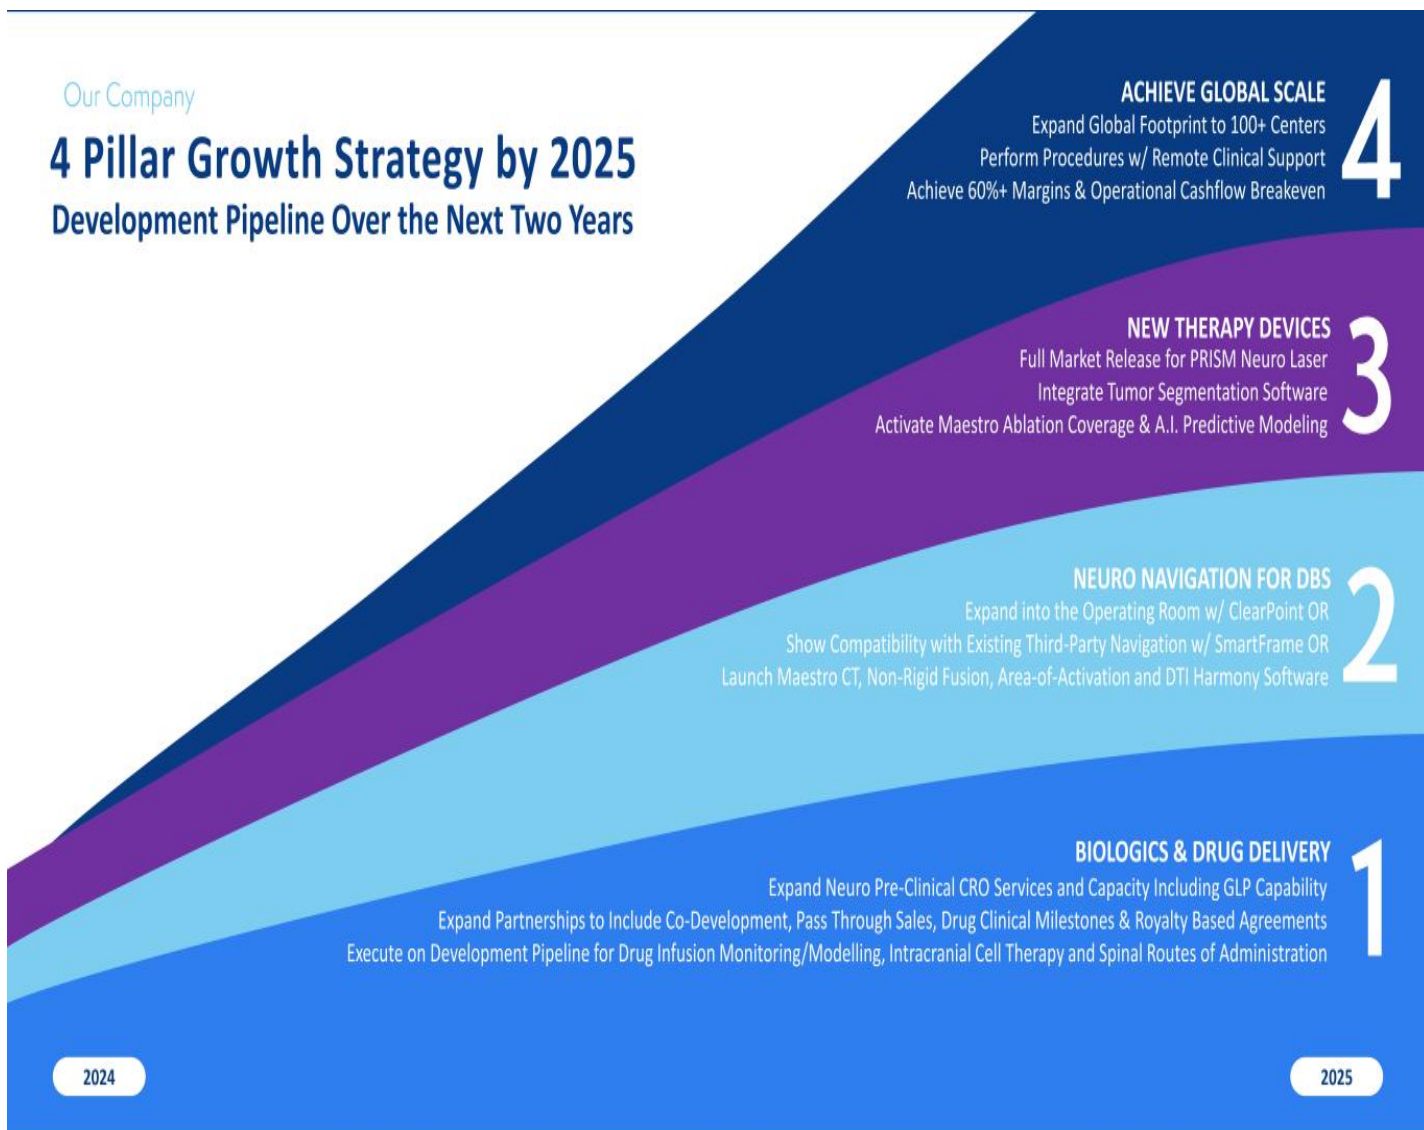 Our Company
4 Pillar Growth Strategy by 2025
Development Pipeline Over the Next Two Years
ACHIEVE GLOBAL SCALE
Expand Global Footprint to 100+ Centers
Perform Procedures w/ Remote Clinical Support
Achieve 60%+ Margins & Operational Cashflow Breakeven
4
NEW THERAPY DEVICES
Full Market Release for PRISM Neuro Laser
Integrate Tumor Segmentation Software
Activate Maestro Ablation Coverage & A.I. Predictive Modeling
3
NEURO NAVIGATION FOR DBS
Expand into the Operating Room w/ ClearPoint OR
Show Compatibility with Existing Third-Party Navigation w/ SmartFrame OR
Launch Maestro CT, Non-Rigid Fusion, Area-of-Activation and DTI Harmony Software
2
BIOLOGICS & DRUG DELIVERY
Expand Neuro Pre-Clinical CRO Services and Capacity Including GLP Capability
Expand Partnerships to Include Co-Development, Pass Through Sales, Drug Clinical Milestones & Royalty Based Agreements
Execute on Development Pipeline for Drug Infusion Monitoring/Modelling, Intracranial Cell Therapy and Spinal Routes of Administration
1
2024
2025